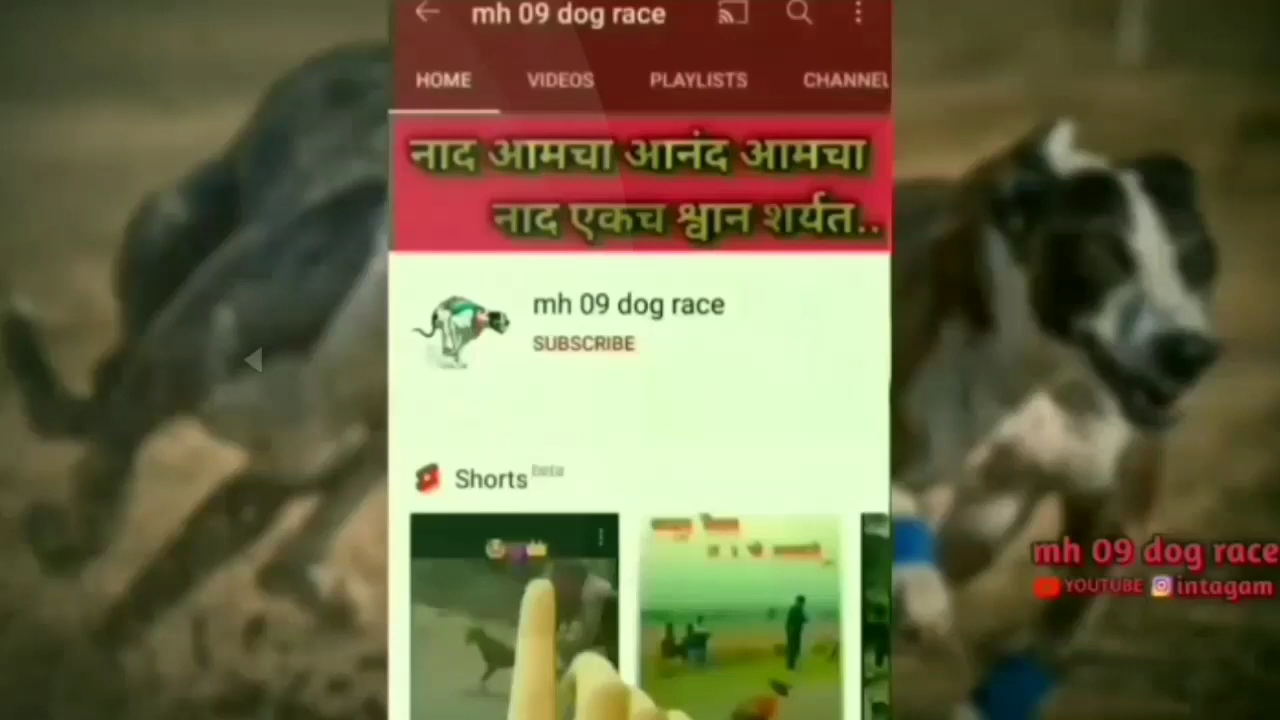 mh 09 dog race
HOME VIDEOS PLAYLISTS CHANNEL
नाद आमचा आनंद आमचा
नाद एकच श्वान शर्यत..
mh 09 dog race
SUBSCRIBE
Shorts beta
mh 09 dog race
YOUTUBE intagam